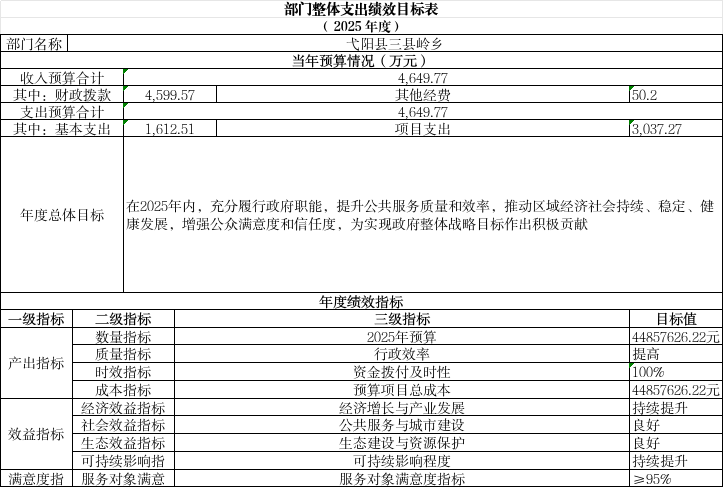 部门整体支出绩效目标表
（ 2025 年度）
部门名称 弋阳县三县岭乡
当年预算情况（万元）
收入预算合计 4,649.77
其中：财政拨款 4,599.57 其他经费 50.2
支出预算合计 4,649.77
其中：基本支出 1,612.51 项目支出 3,037.27
年度总体目标 在2025年内，充分履行政府职能，提升公共服务质量和效率，推动区域经济社会持续、稳定、健
康发展，增强公众满意度和信任度，为实现政府整体战略目标作出积极贡献
年度绩效指标
一级指标 二级指标 三级指标 目标值
产出指标 数量指标 2025年预算 44857626.22元
质量指标 行政效率 提高
时效指标 资金拨付及时性 100%
成本指标 预算项目总成本 44857626.22元
效益指标 经济效益指标 经济增长与产业发展 持续提升
社会效益指标 公共服务与城市建设 良好
生态效益指标 生态建设与资源保护 良好
可持续影响指 可持续影响程度 持续提升
满意度指 服务对象满意 服务对象满意度指标 ≥95%